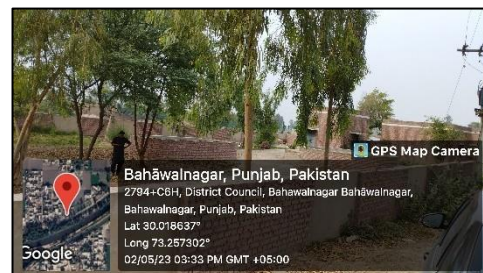 GPS Map Camera
Bahāwalnagar, Punjab, Pakistan
2794+C6H, District Council, Bahawalnagar Bahāwalnagar,
Bahawalnagar, Punjab, Pakistan
Lat 30.018637°
Long 73.257302°
02/05/23 03:33 PM GMT +05:00
Google